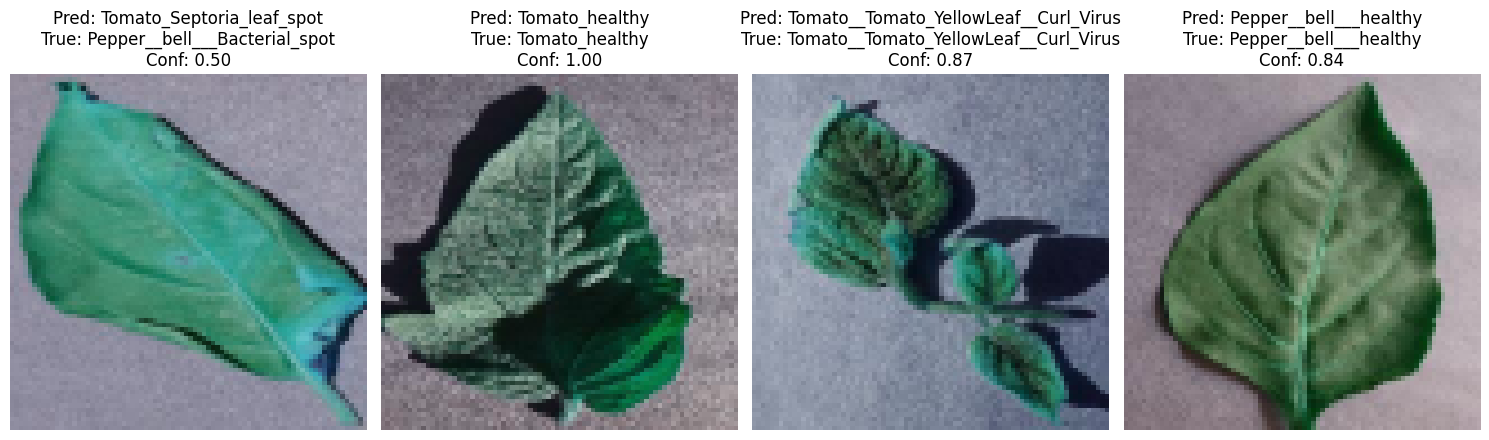 Pred: Tomato_Septoria_leaf_spot
True: Pepper__bell___Bacterial_spot
Conf: 0.50
Pred: Tomato_healthy
True: Tomato_healthy
Conf: 1.00
Pred: Tomato__Tomato_YellowLeaf__Curl_Virus
True: Tomato__Tomato_YellowLeaf__Curl_Virus
Conf: 0.87
Pred: Pepper__bell___healthy
True: Pepper__bell___healthy
Conf: 0.84